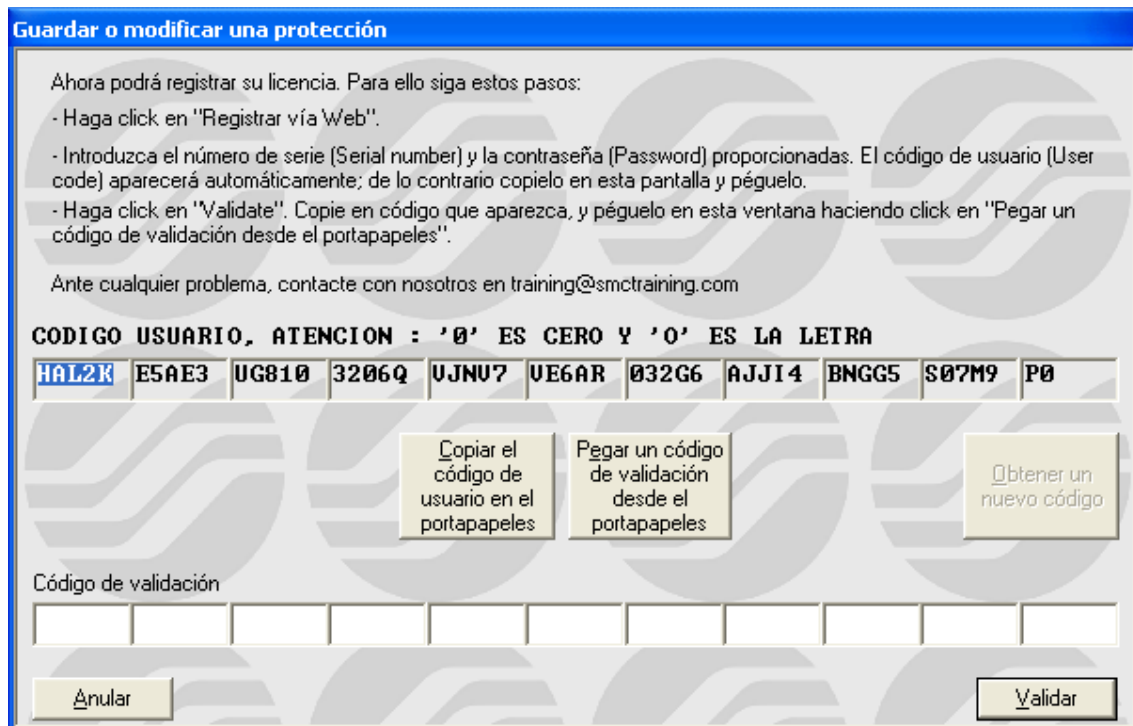 Guardar o modificar una protección
Ahora podrá registrar su licencia. Para ello siga estos pasos:
- Haga click en "Registrar vía Web".
- Introduzca el número de serie (Serial number) y la contraseña (Password) proporcionadas. El código de usuario (User
code) aparecerá automáticamente; de lo contrario copielo en esta pantalla y péguelo.
- Haga click en "Validate". Copie en código que aparezca, y péguelo en esta ventana haciendo click en "Pegar un
código de validación desde el portapapeles".
Ante cualquier problema, contacte con nosotros en training@smctraining.com
CODIGO USUARIO, ATENCION : '0' ES CERO Y 'O' ES LA LETRA
HAL2K E5AE3 UG810 3206Q VJNV7 VE6AR 032G6 AJJI4 BNGG5 S07M9 P0
Copiar el
código de
usuario en el
portapapeles
Pegar un código
de validación
desde el
portapapeles
Obtener un
nuevo código
Código de validación
Anular
Validar